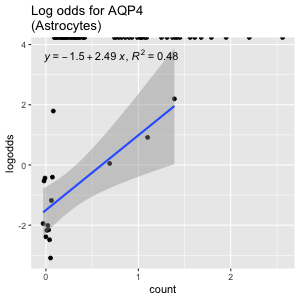 Log odds for AQP4
(Astrocytes)
4
y = −1.5 + 2.49 x, R² = 0.48
2
0
-2
logodds
0 1 2
count